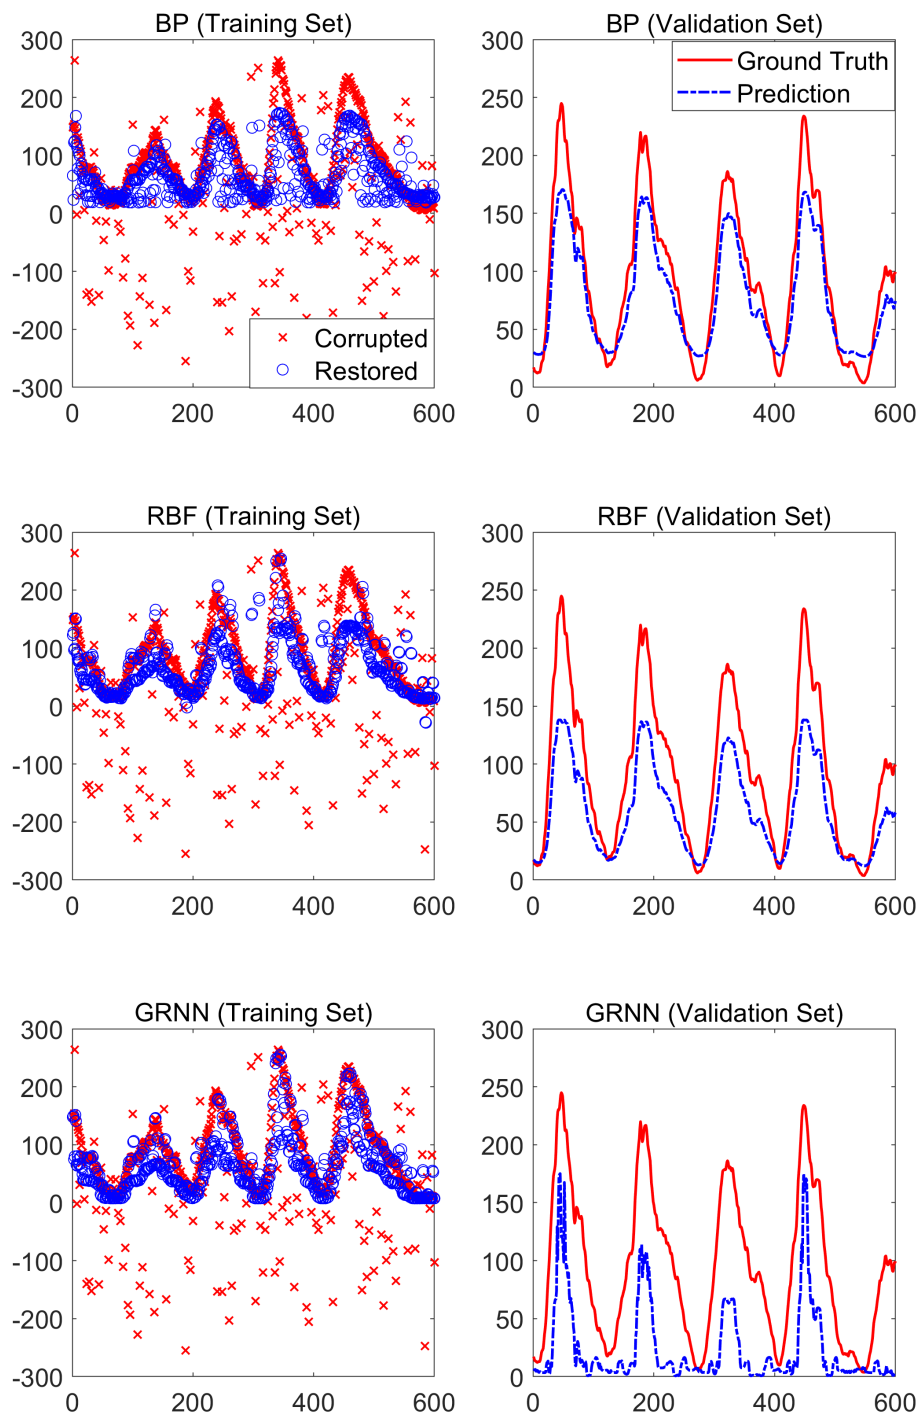 BP (Training Set)
300
200
100
0
-100
-200
-300
0 200 400 600
Corrupted
Restored
BP (Validation Set)
300
250
200
150
100
50
0
0 200 400 600
Ground Truth
Prediction
RBF (Training Set)
300
200
100
0
-100
-200
-300
0 200 400 600
RBF (Validation Set)
300
250
200
150
100
50
0
0 200 400 600
GRNN (Training Set)
300
200
100
0
-100
-200
-300
0 200 400 600
GRNN (Validation Set)
300
250
200
150
100
50
0
0 200 400 600